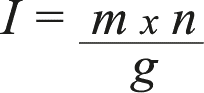 I = m x n
g